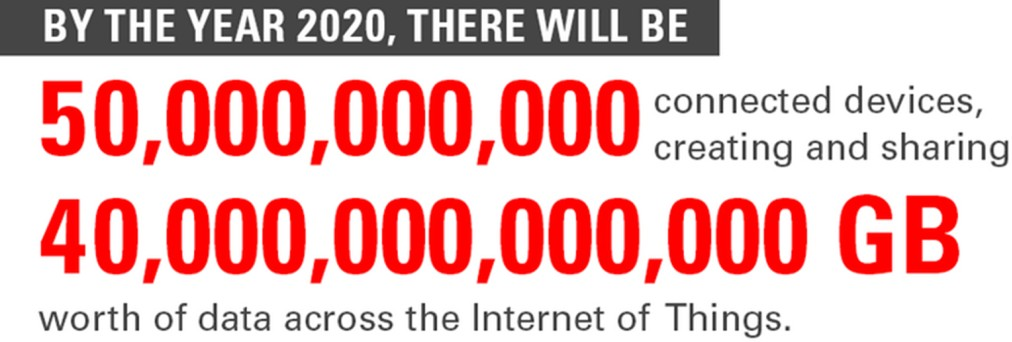 BY THE YEAR 2020, THERE WILL BE
50,000,000,000 connected devices,
creating and sharing
40,000,000,000,000 GB
worth of data across the Internet of Things.